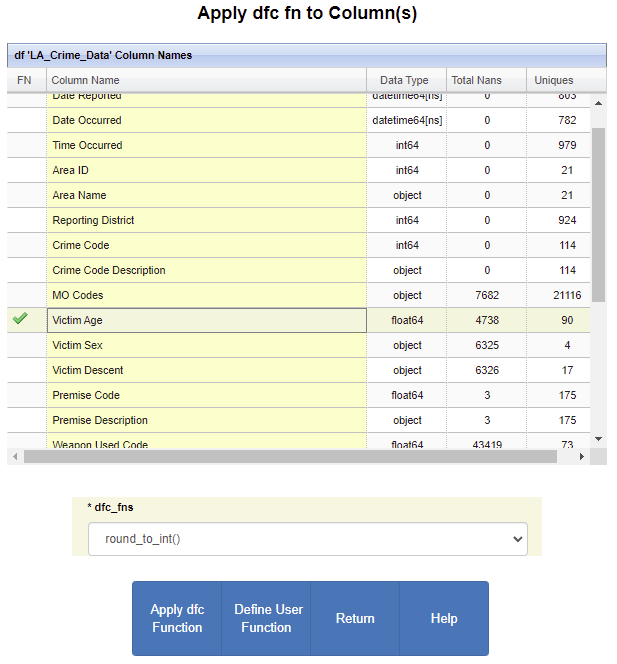 Apply dfc fn to Column(s)
df 'LA_Crime_Data' Column Names
FN Column Name Data Type Total Nans Uniques
Date Reported datetime64[ns] 0 803
Date Occurred datetime64[ns] 0 782
Time Occurred int64 0 979
Area ID int64 0 21
Area Name object 0 21
Reporting District int64 0 924
Crime Code int64 0 114
Crime Code Description object 0 114
MO Codes object 7682 21116
Victim Age float64 4738 90
Victim Sex object 6325 4
Victim Descent object 6326 17
Premise Code float64 3 175
Premise Description object 3 175
Weapon Used Code float64 43419 73
* dfc_fns
round_to_int()
Apply dfc Function
Define User Function
Return
Help